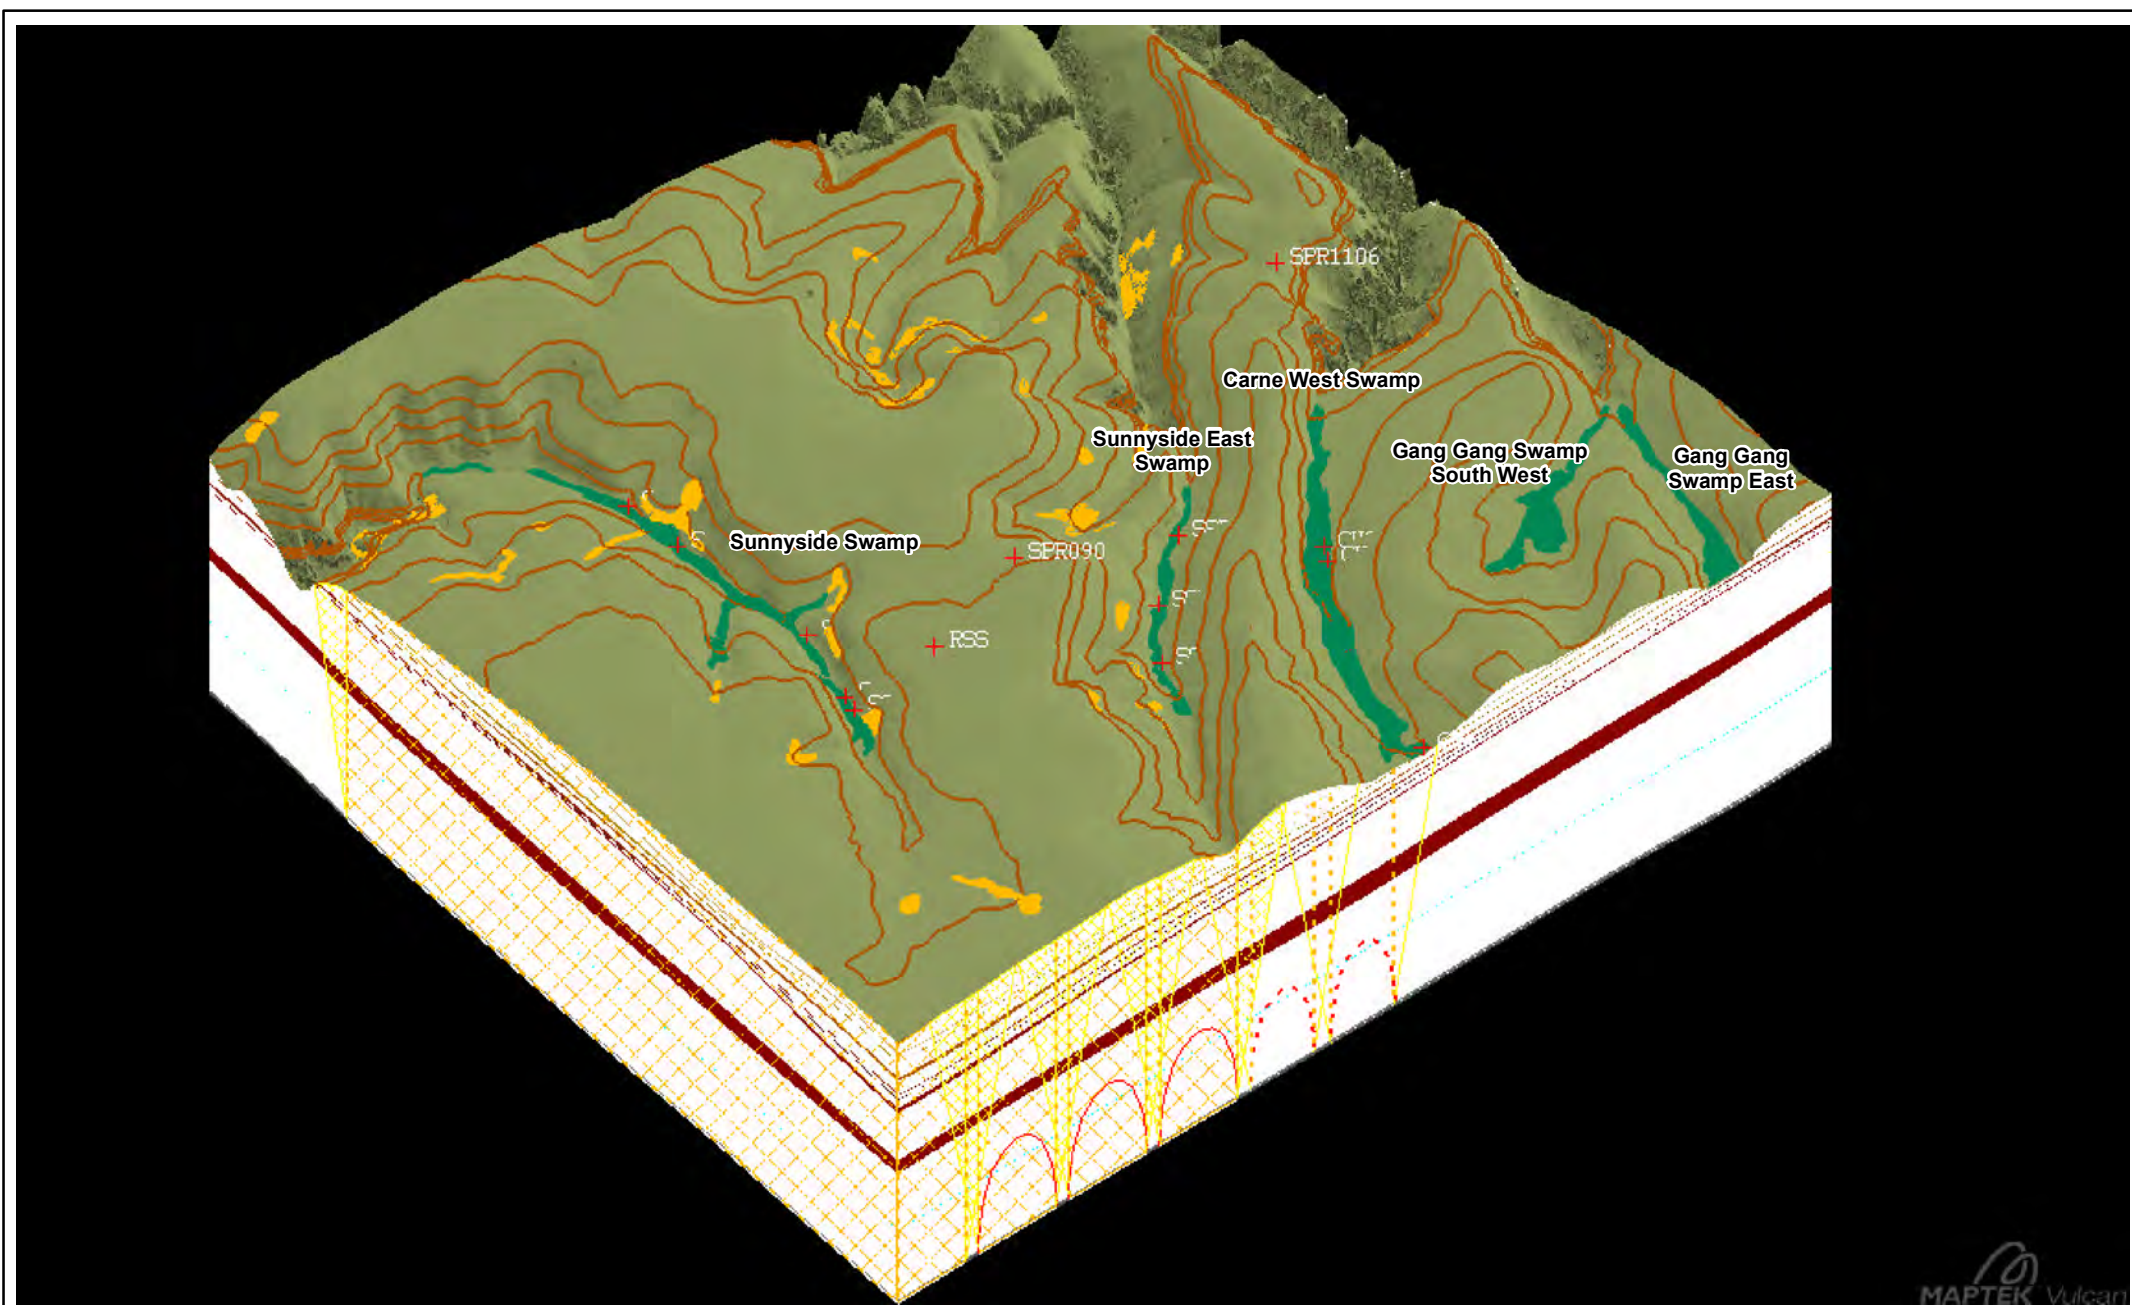 SPR1106
Carne West Swamp
Sunnyside East
Swamp
Gang Gang Swamp
South West
Gang Gang
Swamp East
Sunnyside Swamp
SPR090
RSS
MAPTEK Vulcan